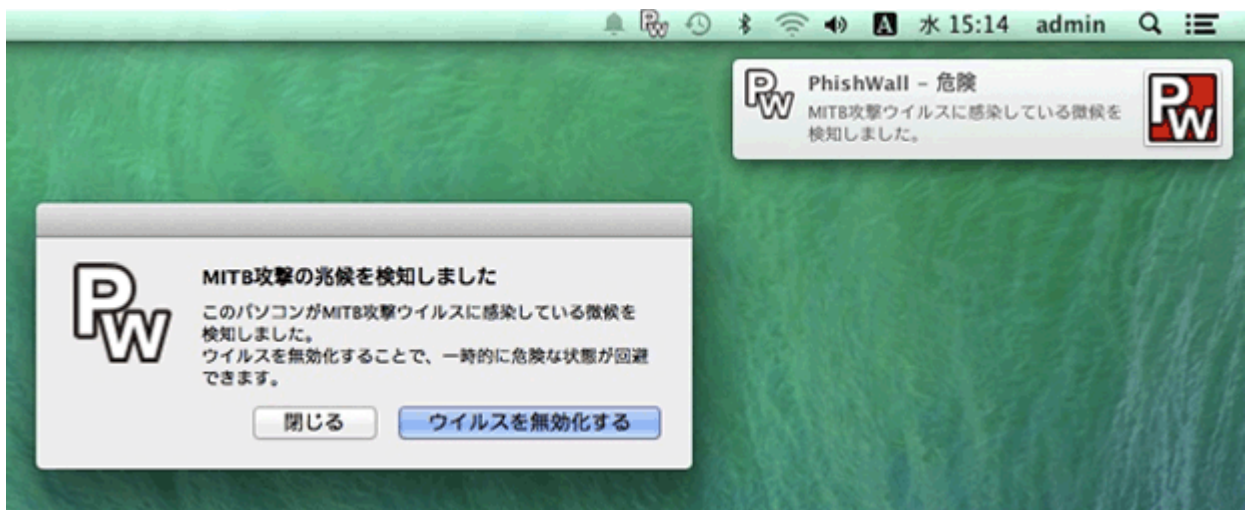 PW A 水 15:14 admin
PW PhishWall – 危険 PW
MITB攻撃ウイルスに感染している徴候を
検知しました。
PW
MITB攻撃の兆候を検知しました
このパソコンがMITB攻撃ウイルスに感染している徴候を
検知しました。
ウイルスを無効化することで、一時的に危険な状態が回避
できます。
閉じる ウイルスを無効化する